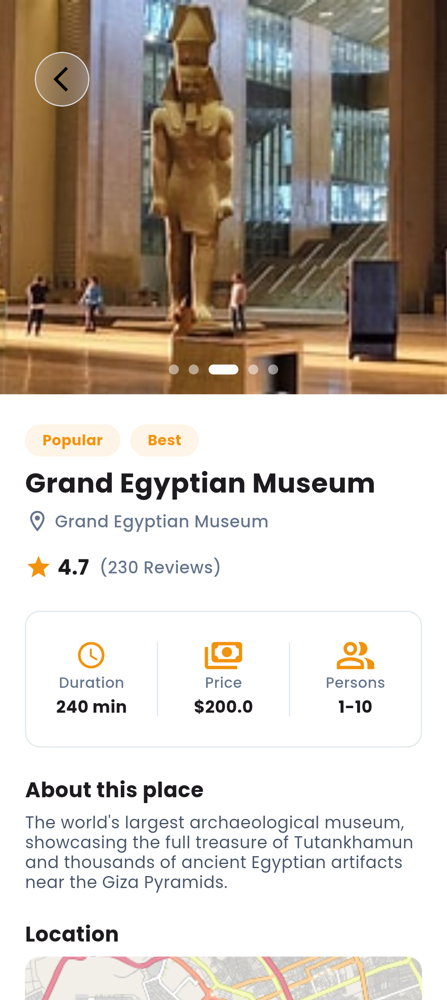 Popular
Best
Grand Egyptian Museum
Grand Egyptian Museum
4.7 (230 Reviews)
Duration
240 min
Price
$200.0
Persons
1-10
About this place
The world's largest archaeological museum,
showcasing the full treasure of Tutankhamun
and thousands of ancient Egyptian artifacts
near the Giza Pyramids.
Location